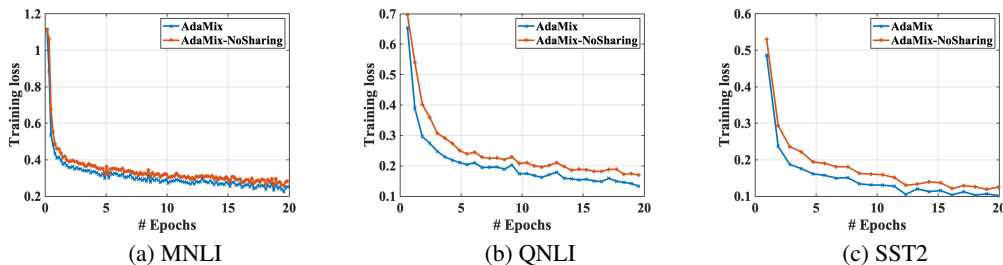 AdaMix
AdaMix-NoSharing
Training loss
1.2
1
0.8
0.6
0.4
0.2
0
5
10
15
20
# Epochs
(a) MNLI
AdaMix
AdaMix-NoSharing
Training loss
0.7
0.6
0.5
0.4
0.3
0.2
0.1
0
5
10
15
20
# Epochs
(b) QNLI
AdaMix
AdaMix-NoSharing
Training loss
0.6
0.5
0.4
0.3
0.2
0.1
0
5
10
15
20
# Epochs
(c) SST2